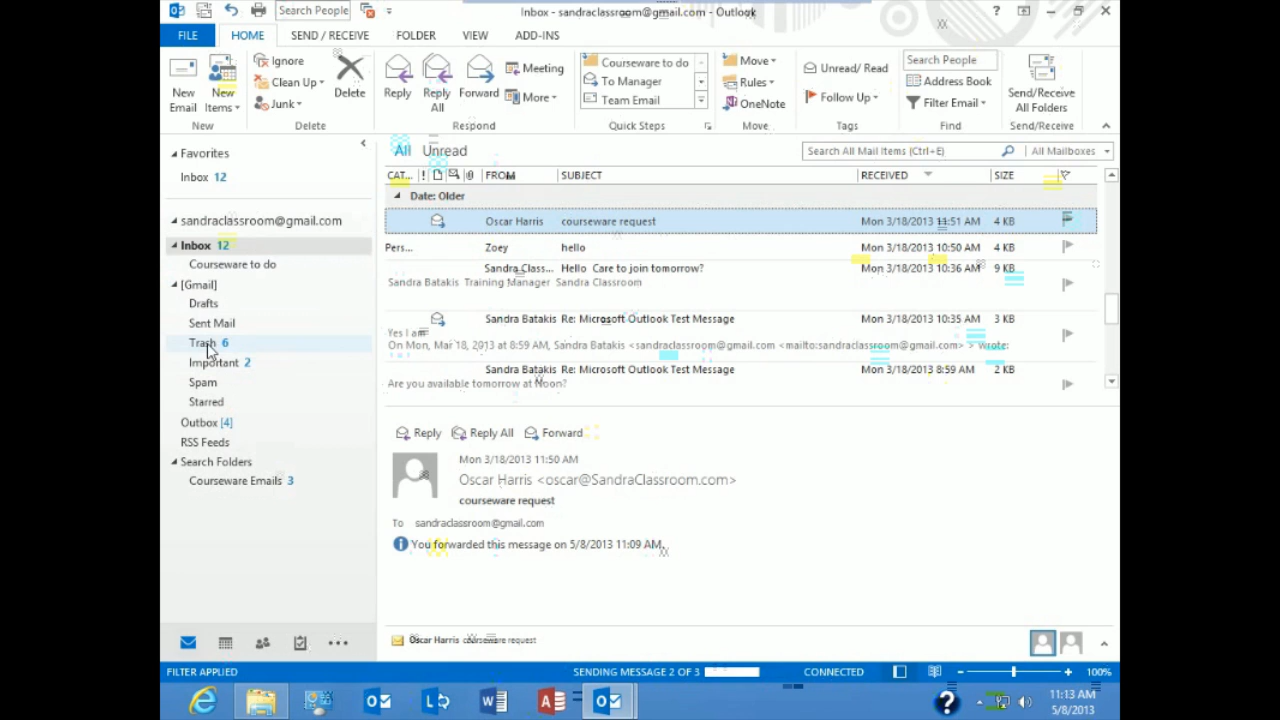 Search People
Inbox - sandraclassroom@gmail.com - Outlook
FILE HOME SEND / RECEIVE FOLDER VIEW ADD-INS
New Email
New Items
Ignore
Clean Up
Junk
Delete
Reply
Reply All
Forward
Meeting
More
Courseware to do
To Manager
Team Email
Move
Rules
OneNote
Unread/ Read
Follow Up
Search People
Address Book
Filter Email
Send/Receive All Folders
New Delete Respond Quick Steps Move Tags Find Send/Receive
Favorites
Inbox 12
sandraclassroom@gmail.com
Inbox 12
Courseware to do
[Gmail]
Drafts
Sent Mail
Trash 6
Important 2
Spam
Starred
Outbox [4]
RSS Feeds
Search Folders
Courseware Emails 3
All Unread
Search All Mail Items (Ctrl+E) All Mailboxes
CAT... ! FROM SUBJECT RECEIVED SIZE
Date: Older
Oscar Harris courseware request Mon 3/18/2013 11:51 AM 4 KB
Pers... Zoey hello Mon 3/18/2013 10:50 AM 4 KB
Sandra Class... Hello Care to join tomorrow? Mon 3/18/2013 10:36 AM 9 KB
Sandra Batakis Training Manager Sandra Classroom
Sandra Batakis Re: Microsoft Outlook Test Message Mon 3/18/2013 10:35 AM 3 KB
Yes I am
On Mon, Mar 18, 2013 at 8:59 AM, Sandra Batakis <sandraclassroom@gmail.com <mailto:sandraclassroom@gmail.com> > wrote:
Sandra Batakis Re: Microsoft Outlook Test Message Mon 3/18/2013 8:59 AM 2 KB
Are you available tomorrow at Noon?
Reply Reply All Forward
Mon 3/18/2013 11:50 AM
Oscar Harris <oscar@SandraClassroom.com>
courseware request
To sandraclassroom@gmail.com
You forwarded this message on 5/8/2013 11:09 AM.
Oscar Harris courseware request
FILTER APPLIED SENDING MESSAGE 2 OF 3 CONNECTED 100%
11:13 AM
5/8/2013